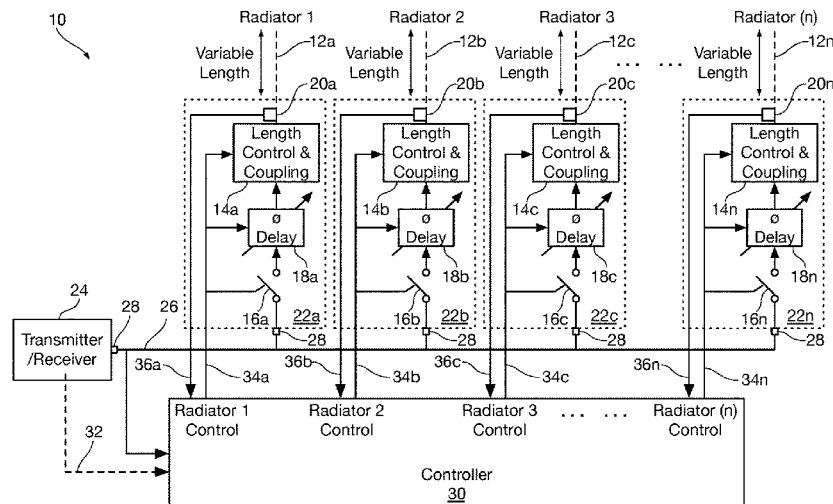 10
Radiator 1 Radiator 2 Radiator 3 Radiator (n)
12a 12b 12c 12n
Variable Length Variable Length Variable Length Variable Length
... ...
20a 20b 20c 20n
Length Control & Coupling Length Control & Coupling Length Control & Coupling Length Control & Coupling
14a 14b 14c 14n
ø Delay ø Delay ø Delay ø Delay
18a 18b 18c 18n
16a 22a 16b 22b 16c 22c 16n 22n
24 28 26 28 28 28 28
Transmitter
/Receiver
36a 34a 36b 34b 36c 34c 36n 34n
Radiator 1 Control Radiator 2 Control Radiator 3 Control ... ... Radiator (n) Control
32
Controller
30